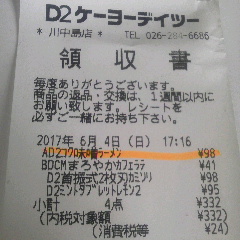 D2ケーヨーデイツー
* 川中島店 * TEL 026-284-6686
領収書
毎度ありがとうございます。
商品の返品・交換は、1週間以内に
お願い致します。レシートを
必ずご一緒にお持ち下さい。
2017年 6月 4日(日) 17:16
AD2コク味噌ラーメン ¥98
BDCMまろやかカフェラテ ¥41
D2首振式2枚刃カミソリ ¥98
D2ミントタブレットレモン2 ¥95
小計 4点 ¥332
(内税対象額 ¥332)
(消費税 ¥24)